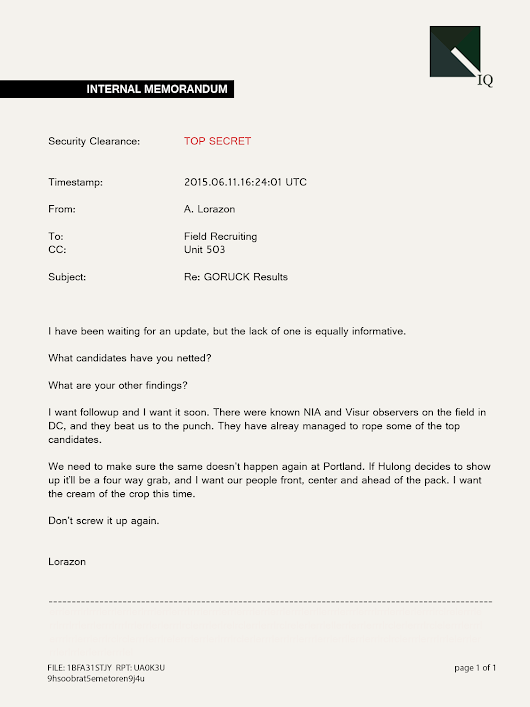 IQ
INTERNAL MEMORANDUM
Security Clearance: TOP SECRET
Timestamp: 2015.06.11.16:24:01 UTC
From: A. Lorazon
To: Field Recruiting
CC: Unit 503
Subject: Re: GORUCK Results
I have been waiting for an update, but the lack of one is equally informative.
What candidates have you netted?
What are your other findings?
I want followup and I want it soon. There were known NIA and Visur observers on the field in
DC, and they beat us to the punch. They have alreay managed to rope some of the top
candidates.
We need to make sure the same doesn't happen again at Portland. If Hulong decides to show
up it'll be a four way grab, and I want our people front, center and ahead of the pack. I want
the cream of the crop this time.
Don't screw it up again.
Lorazon
FILE: 1BFA31STJY RPT: UA0K3U page 1 of 1
9hsoobrat5emetoren9j4u